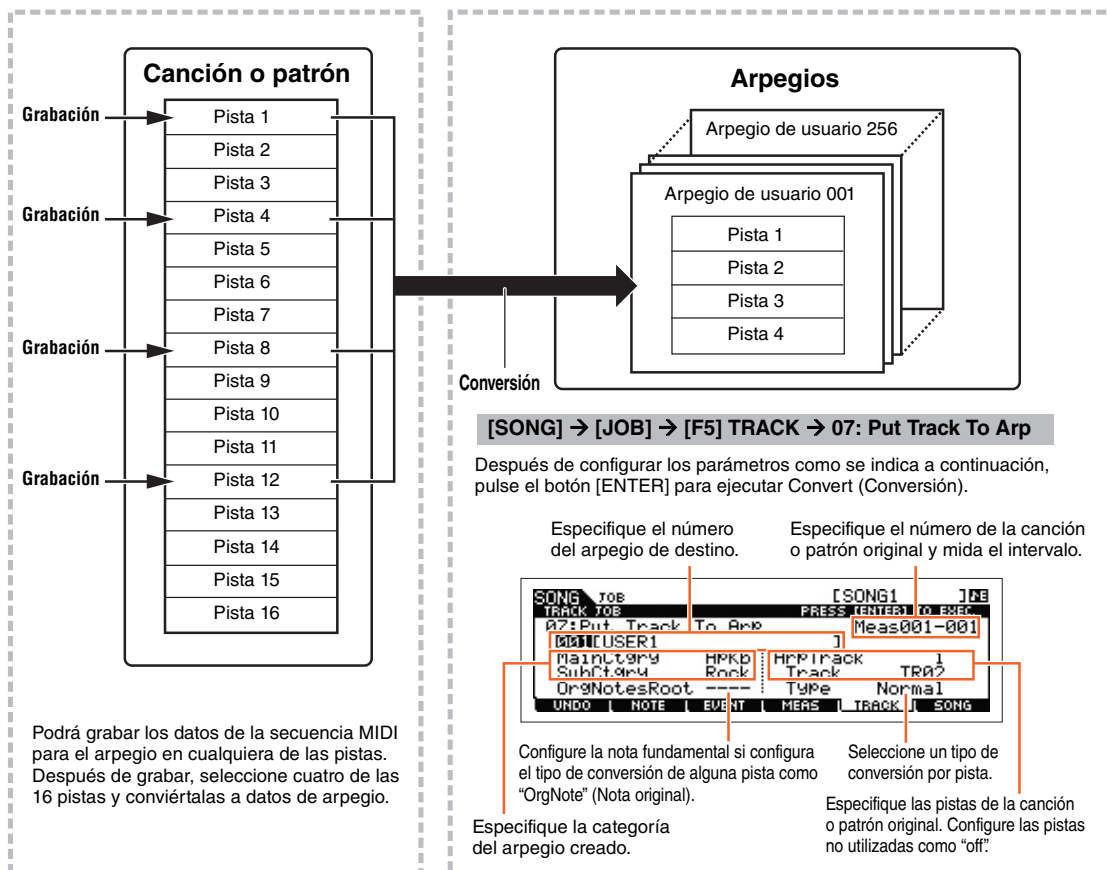 Canción o patrón
Grabación
Pista 1
Pista 2
Pista 3
Grabación
Pista 4
Pista 5
Pista 6
Pista 7
Grabación
Pista 8
Pista 9
Pista 10
Pista 11
Grabación
Pista 12
Pista 13
Pista 14
Pista 15
Pista 16
Podrá grabar los datos de la secuencia MIDI
para el arpegio en cualquiera de las pistas.
Después de grabar, seleccione cuatro de las
16 pistas y conviértalas a datos de arpegio.
Conversión
Arpegios
Arpegio de usuario 256
Arpegio de usuario 001
Pista 1
Pista 2
Pista 3
Pista 4
[SONG] → [JOB] → [F5] TRACK → 07: Put Track To Arp
Después de configurar los parámetros como se indica a continuación,
pulse el botón [ENTER] para ejecutar Convert (Conversión).
Especifique el número
del arpegio de destino.
Especifique el número de la canción
o patrón original y mida el intervalo.
SONG JOB [SONG1 ]
TRACK JOB PRESS [ENTER] TO EXEC.
07:Put Track To Arp Meas001-001
001[USER1 ]
MainCtgry ApKb ArpTrack 1
SubCtgry Rock Track TR02
OrgNotesRoot ---- Type Normal
UNDO NOTE EVENT MEAS TRACK SONG
Configure la nota fundamental si configura
el tipo de conversión de alguna pista como
“OrgNote” (Nota original).
Seleccione un tipo de
conversión por pista.
Especifique la categoría
del arpegio creado.
Especifique las pistas de la canción
o patrón original. Configure las pistas
no utilizadas como “off”.